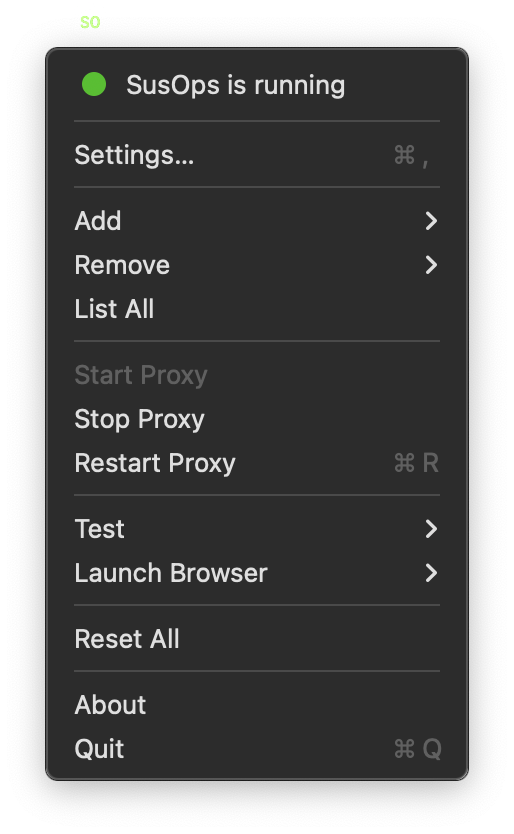 SO
SusOps is running
Settings... ⌘ ,
Add
Remove
List All
Start Proxy
Stop Proxy
Restart Proxy ⌘ R
Test
Launch Browser
Reset All
About
Quit ⌘ Q